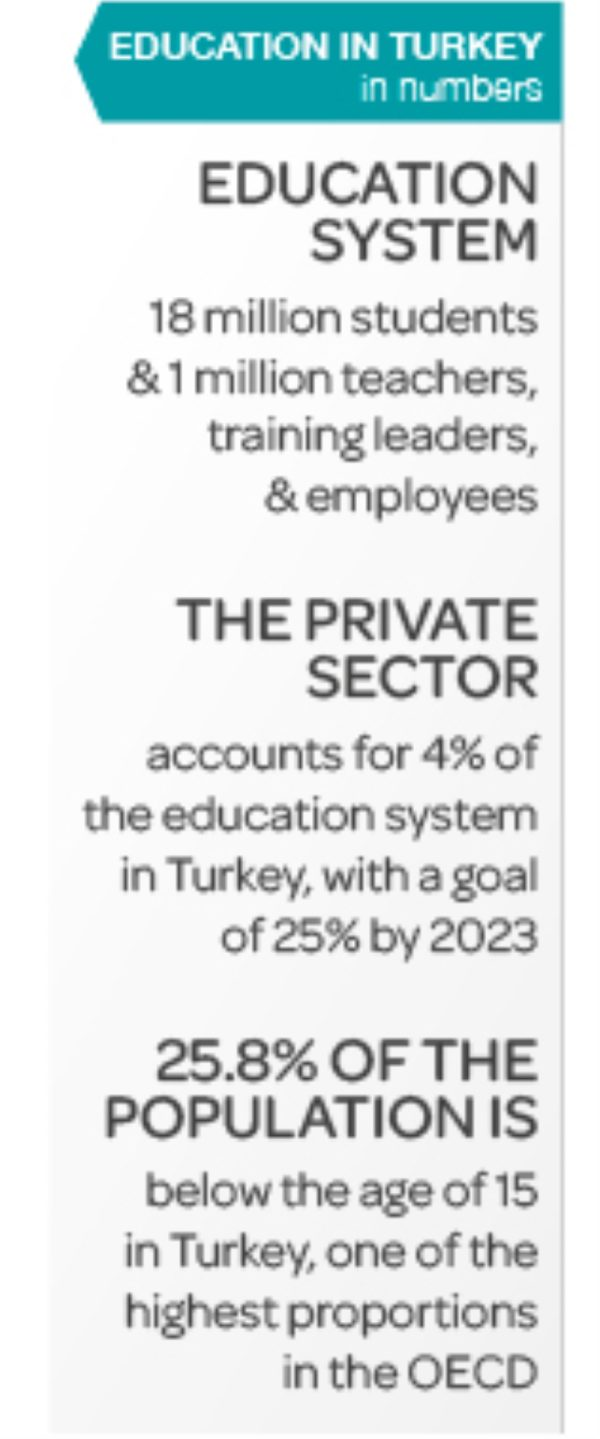 EDUCATION IN TURKEY
in numbers
EDUCATION
SYSTEM
18 million students
& 1 million teachers,
training leaders,
& employees
THE PRIVATE
SECTOR
accounts for 4% of
the education system
in Turkey, with a goal
of 25% by 2023
25.8% OF THE
POPULATION IS
below the age of 15
in Turkey, one of the
highest proportions
in the OECD